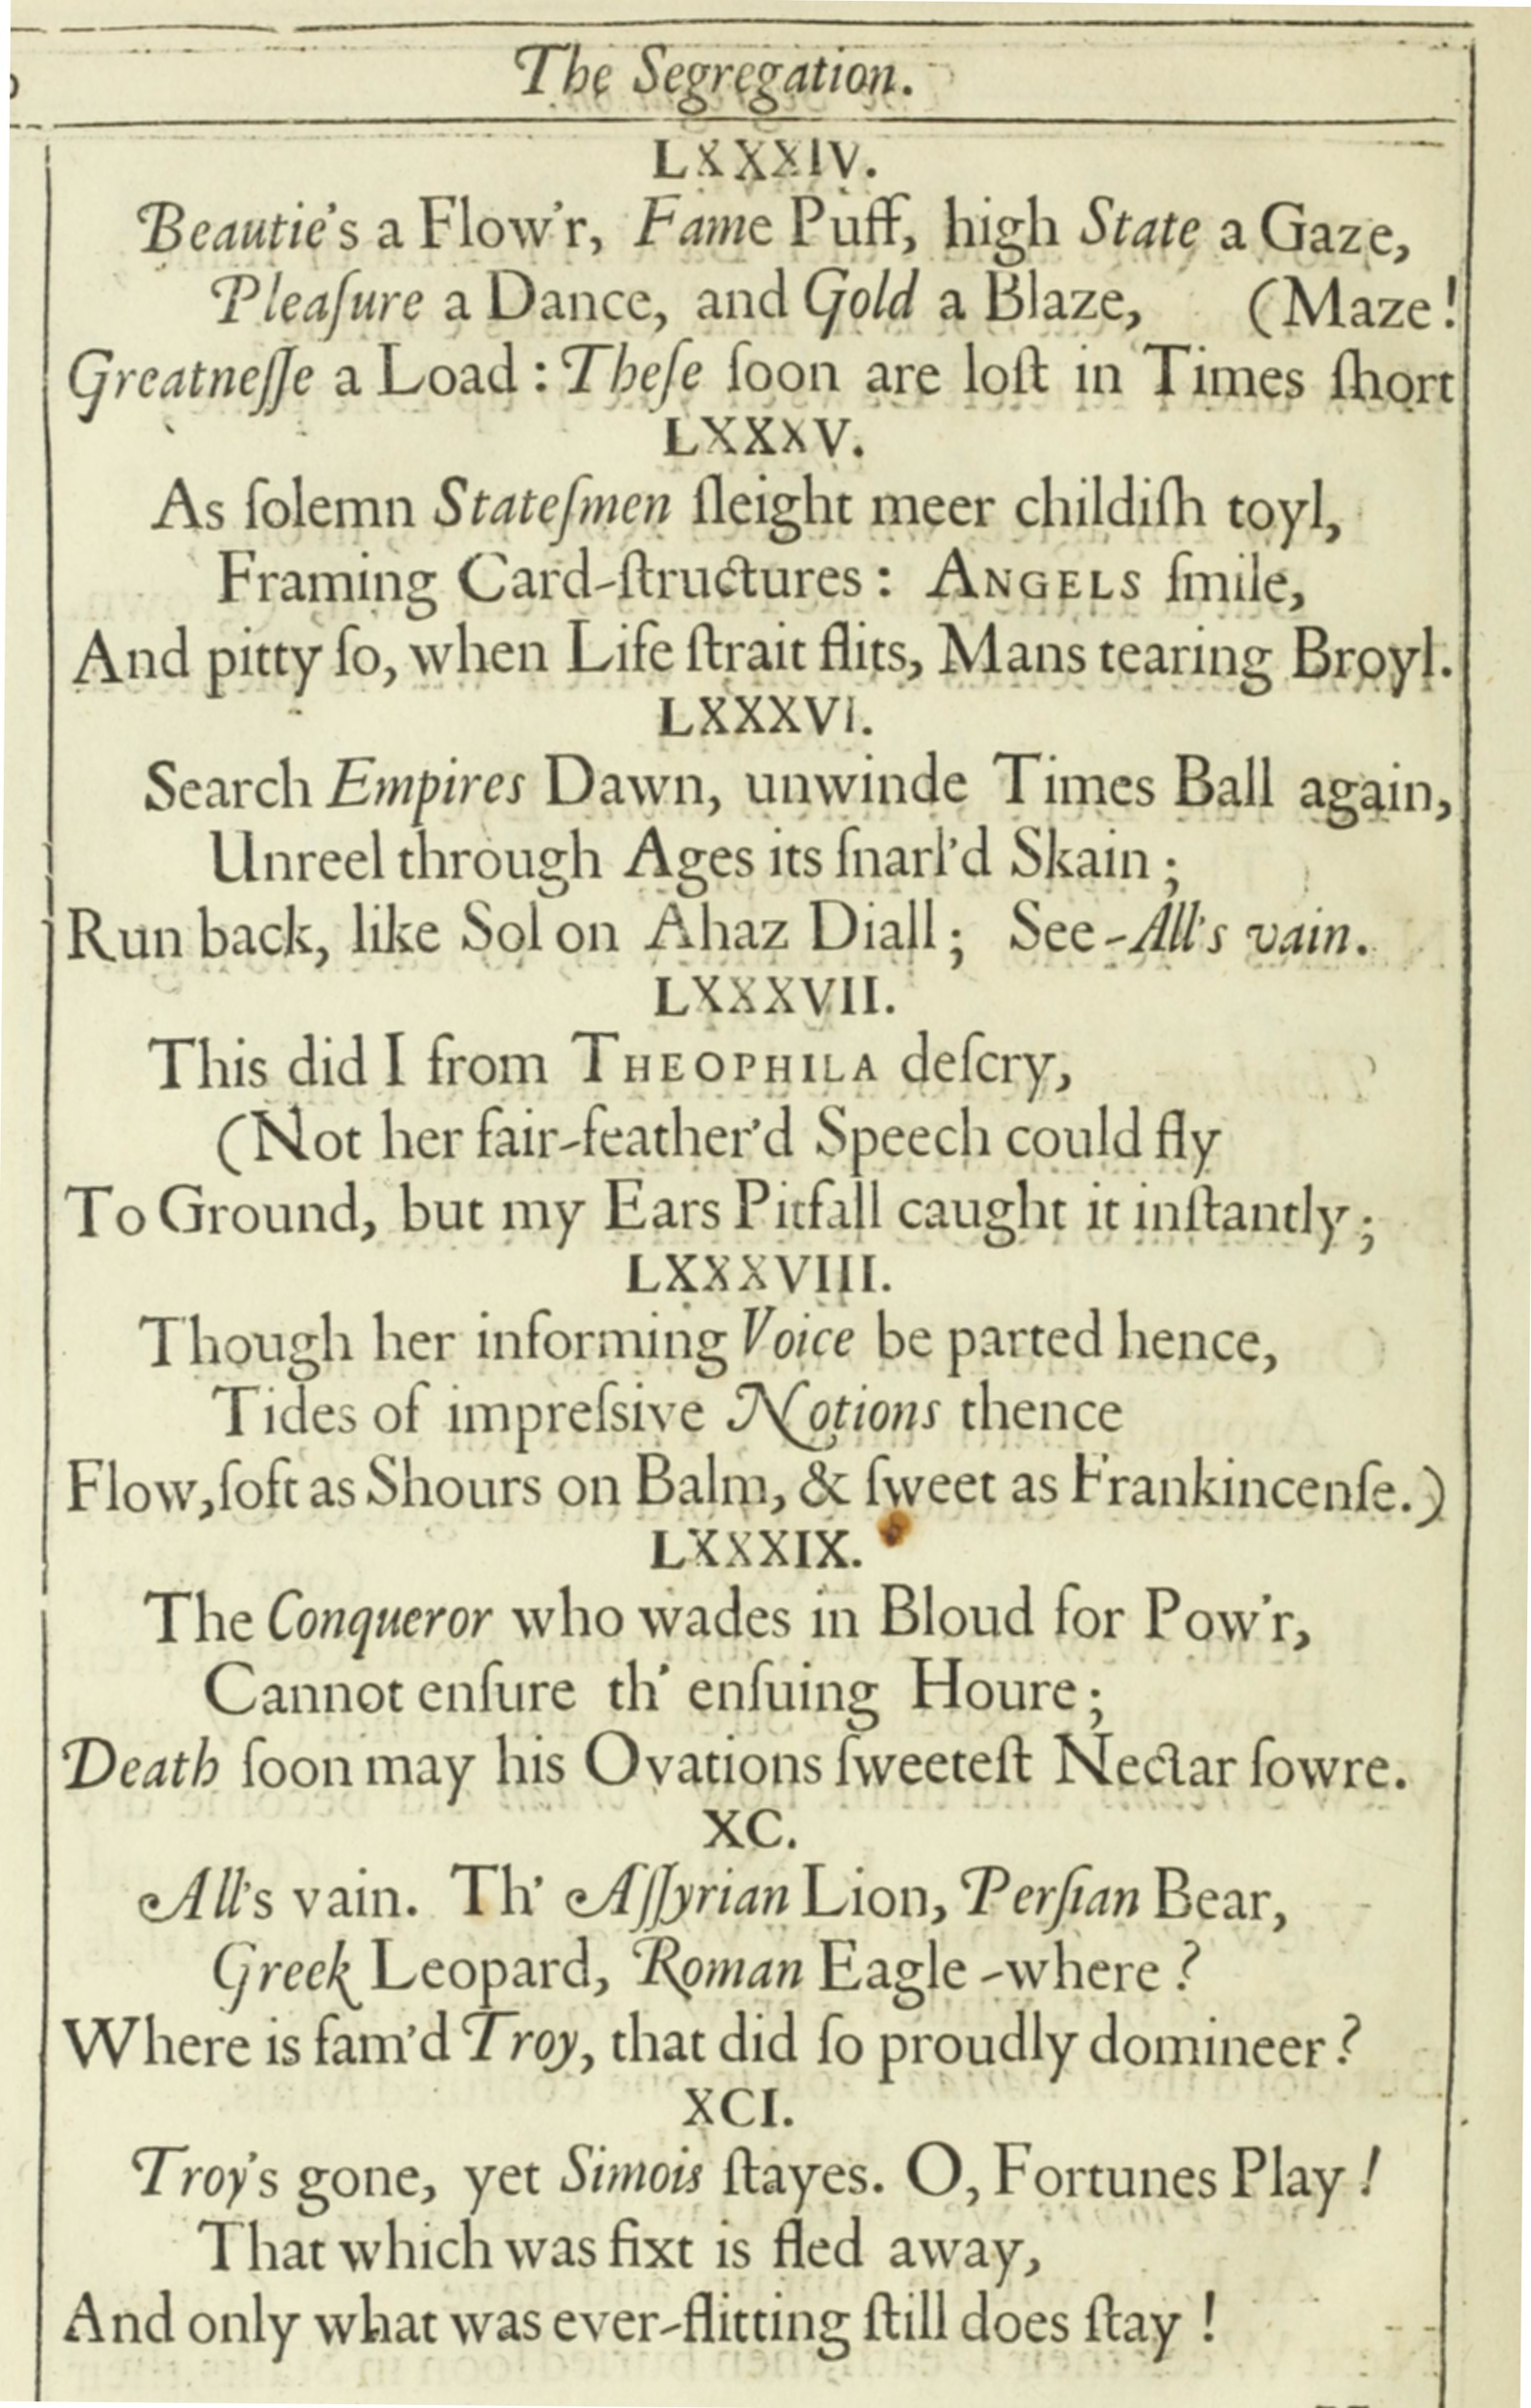 The Segregation.
LXXXIV.
Beautie's a Flow'r, Fame Puff, high State a Gaze,
Pleaſure a Dance, and Gold a Blaze, (Maze!
Greatneſſe a Load: Theſe ſoon are loſt in Times ſhort
LXXXV.
As ſolemn Stateſmen ſleight meer childiſh toyl,
Framing Card-ſtructures: ANGELS ſmile,
And pitty ſo, when Life ſtrait flits, Mans tearing Broyl.
LXXXVI.
Search Empires Dawn, unwinde Times Ball again,
Unreel through Ages its ſnarl'd Skain;
Run back, like Sol on Ahaz Diall; See-All's vain.
LXXXVII.
This did I from THEOPHILA deſcry,
(Not her fair-feather'd Speech could fly
To Ground, but my Ears Pitfall caught it inſtantly;
LXXXVIII.
Though her informing Voice be parted hence,
Tides of impreſsive Notions thence
Flow, ſoft as Shours on Balm, & ſweet as Frankincenſe.)
LXXXIX.
The Conqueror who wades in Bloud for Pow'r,
Cannot enſure th' enſuing Houre;
Death ſoon may his Ovations ſweeteſt Nectar ſowre.
XC.
All's vain. Th' Aſſyrian Lion, Perſian Bear,
Greek Leopard, Roman Eagle -where?
Where is fam'd Troy, that did ſo proudly domineer?
XCI.
Troy's gone, yet Simois ſtayes. O, Fortunes Play!
That which was fixt is fled away,
And only what was ever-flitting ſtill does ſtay!